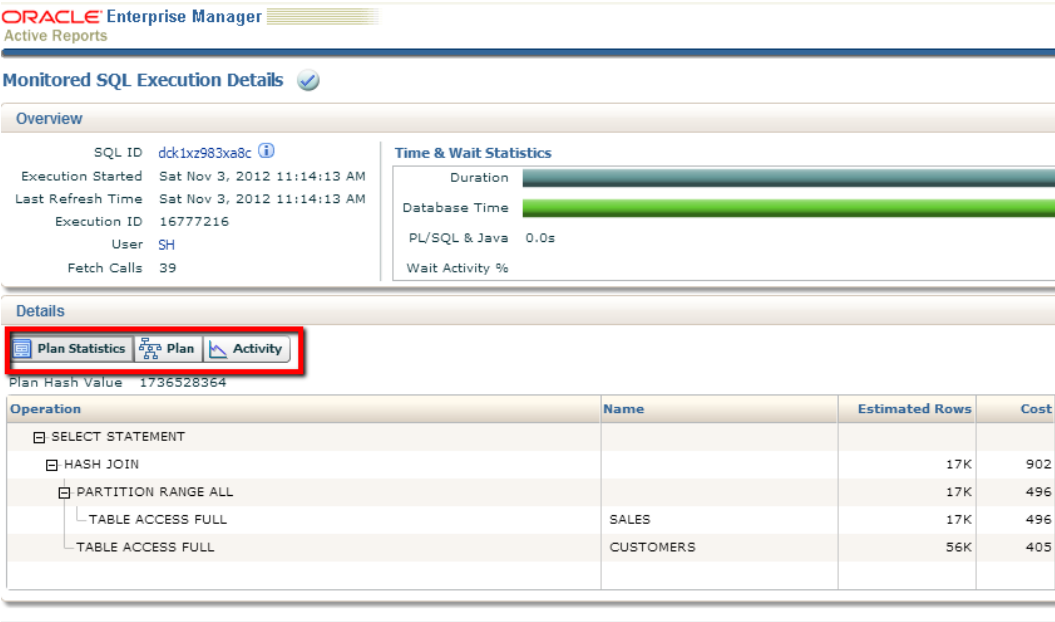 ORACLE Enterprise Manager
Active Reports
Monitored SQL Execution Details
Overview
SQL ID dck1xz983xa8c
Execution Started Sat Nov 3, 2012 11:14:13 AM
Last Refresh Time Sat Nov 3, 2012 11:14:13 AM
Execution ID 16777216
User SH
Fetch Calls 39
Time & Wait Statistics
Duration
Database Time
PL/SQL & Java 0.0s
Wait Activity %
Details
Plan Statistics Plan Activity
Plan Hash Value 1736528364
Operation Name Estimated Rows Cost
SELECT STATEMENT
HASH JOIN 17K 902
PARTITION RANGE ALL 17K 496
TABLE ACCESS FULL SALES 17K 496
TABLE ACCESS FULL CUSTOMERS 56K 405